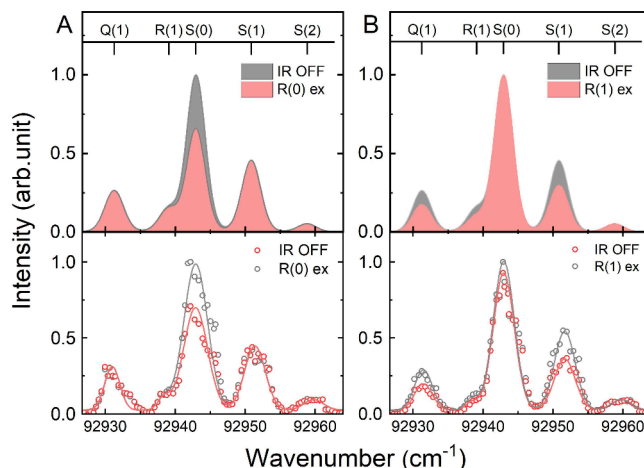 A
Q(1) R(1) S(0) S(1) S(2)
IR OFF
R(0) ex
1.0
0.5
0.0
IR OFF
R(0) ex
1.0
0.5
0.0
92930 92940 92950 92960
B
Q(1) R(1) S(0) S(1) S(2)
IR OFF
R(1) ex
1.0
0.5
0.0
IR OFF
R(1) ex
1.0
0.5
0.0
92930 92940 92950 92960
Intensity (arb.unit)
Wavenumber (cm⁻¹)